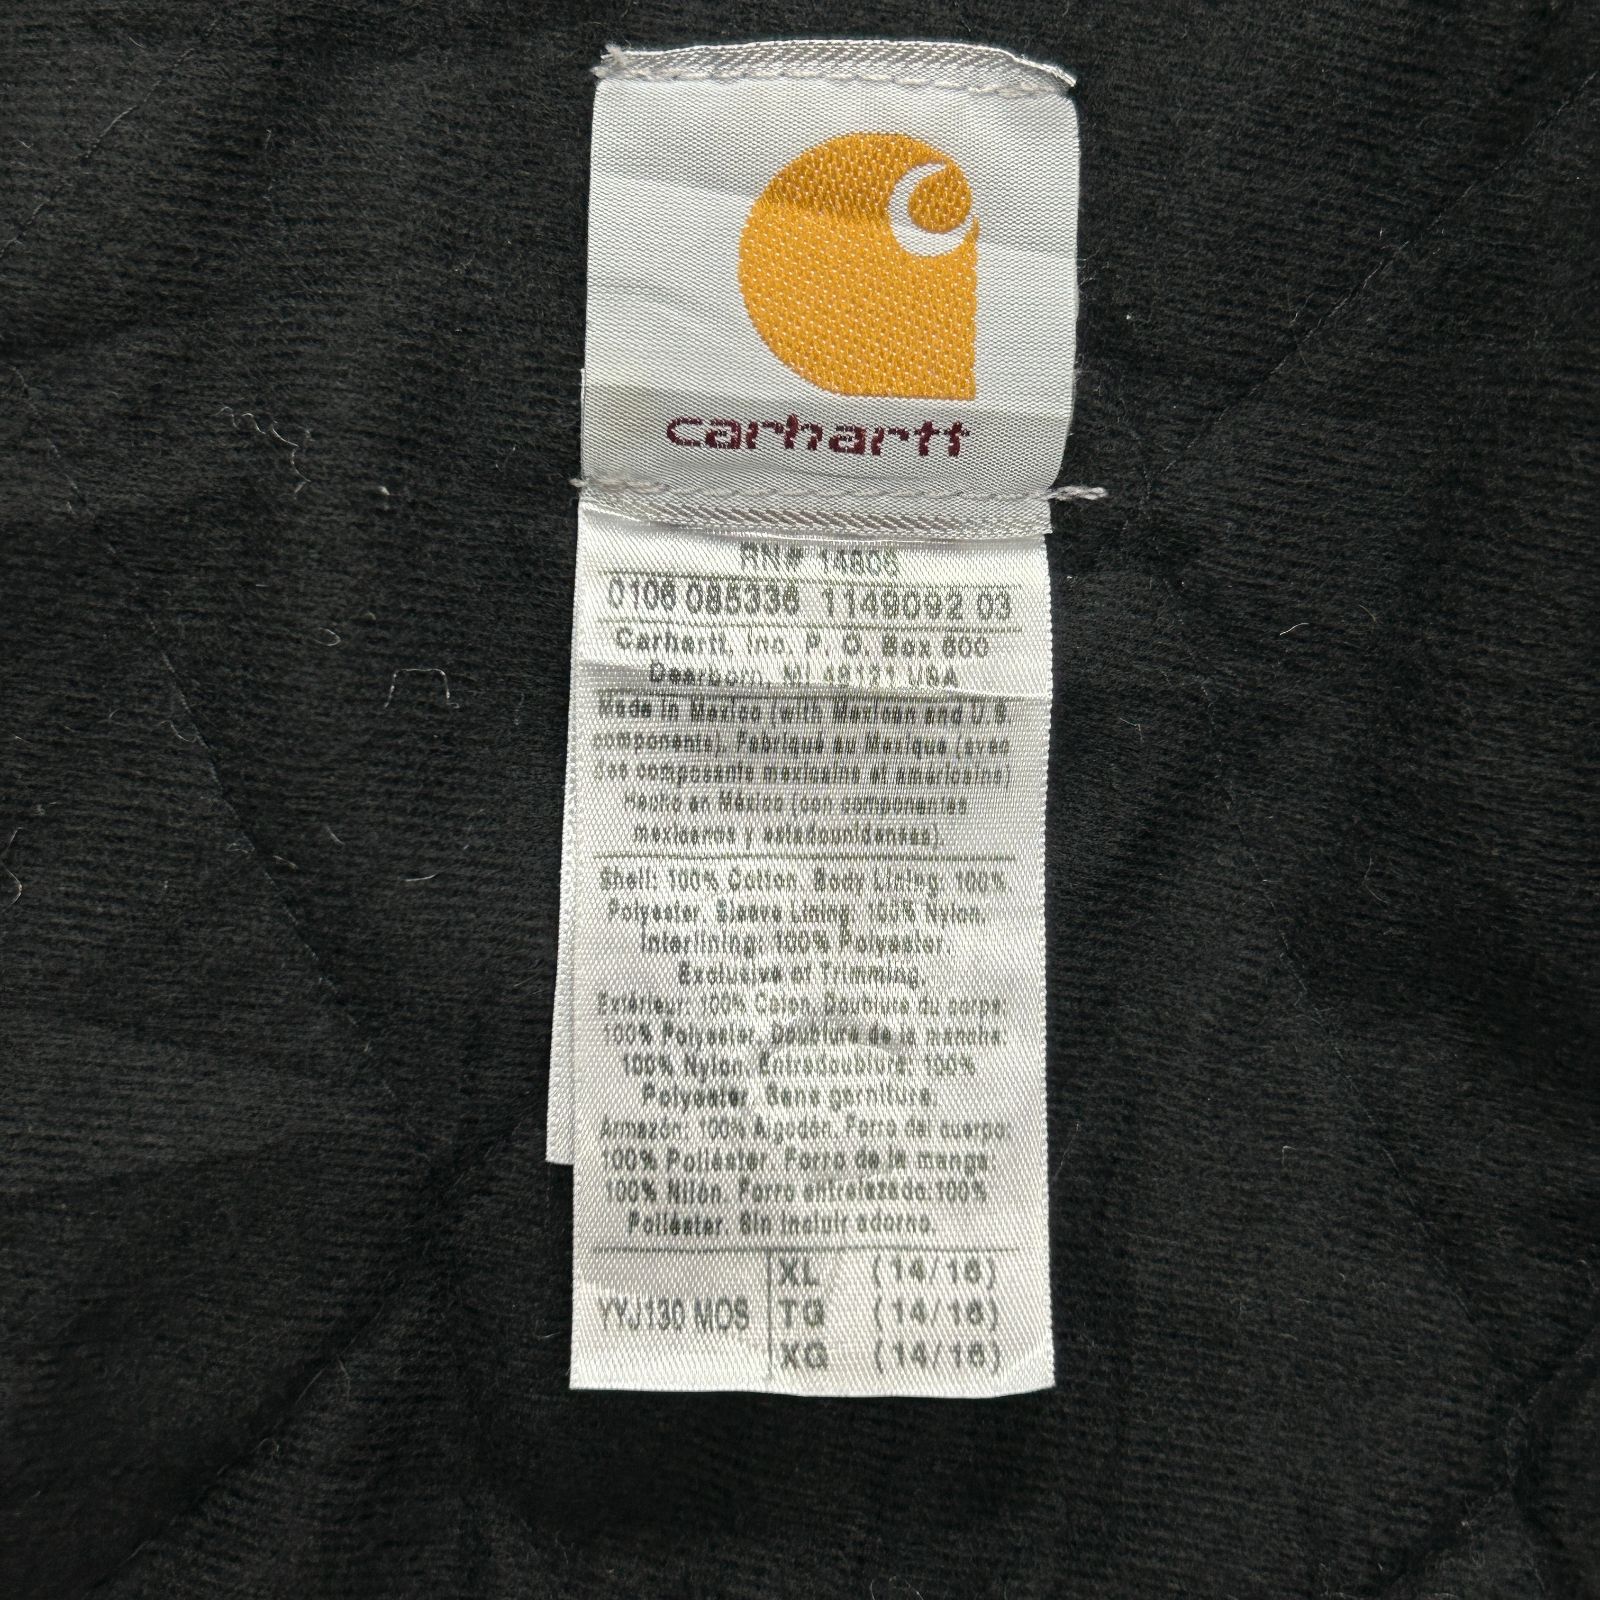 carhartt
RN# 14806
0106 085336 1149092 03
Carhartt, Inc. P. O. Box 600
Dearborn, MI 48121 USA
Made in Mexico (with Mexican and U.S.
components). Fabriqué au Mexique (avec
des composants mexicains et americains)
Hecho en México (con componentes
mexicanos y estadounidenses).
Shell: 100% Cotton. Body Lining: 100%
Polyester. Sleeve Lining: 100% Nylon.
Interlining: 100% Polyester.
Exclusive of Trimming.
Extérieur: 100% Coton. Doublure du corps:
100% Polyester. Doublure de la manche:
100% Nylon. Entredoublure: 100%
Polyester. Sans garniture.
Armazón: 100% Algodón. Forro del cuerpo:
100% Poliéster. Forro de la manga:
100% Nilón. Forro entrelazado: 100%
Poliéster. Sin incluir adorno.
YYJ130 MOS
XL (14/16)
TG (14/16)
XG (14/16)